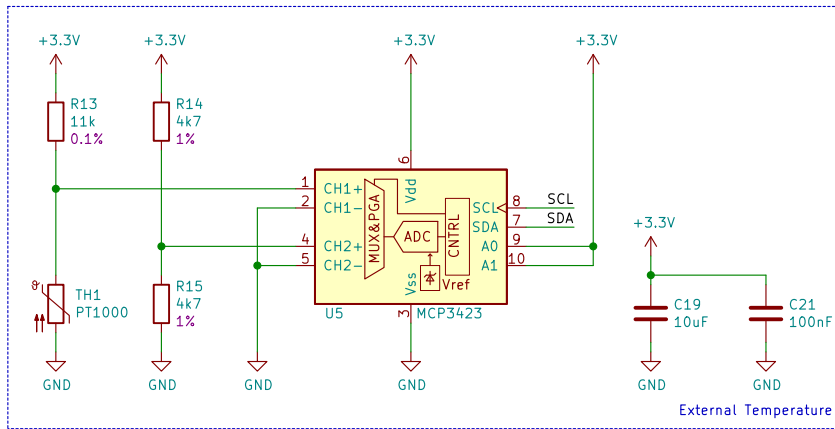 +3.3V
+3.3V
+3.3V
+3.3V
R13
11k
0.1%
R14
4k7
1%
6
Vdd
1
CH1+
2
CH1-
4
CH2+
5
CH2-
MUX&PGA
ADC
CNTRL
Vref
SCL
8
SCL
SDA
7
SDA
A0
9
A1
10
Vss
3
U5
MCP3423
ϑ
TH1
PT1000
R15
4k7
1%
+3.3V
C19
10uF
C21
100nF
GND
GND
GND
GND
GND
GND
External Temperature